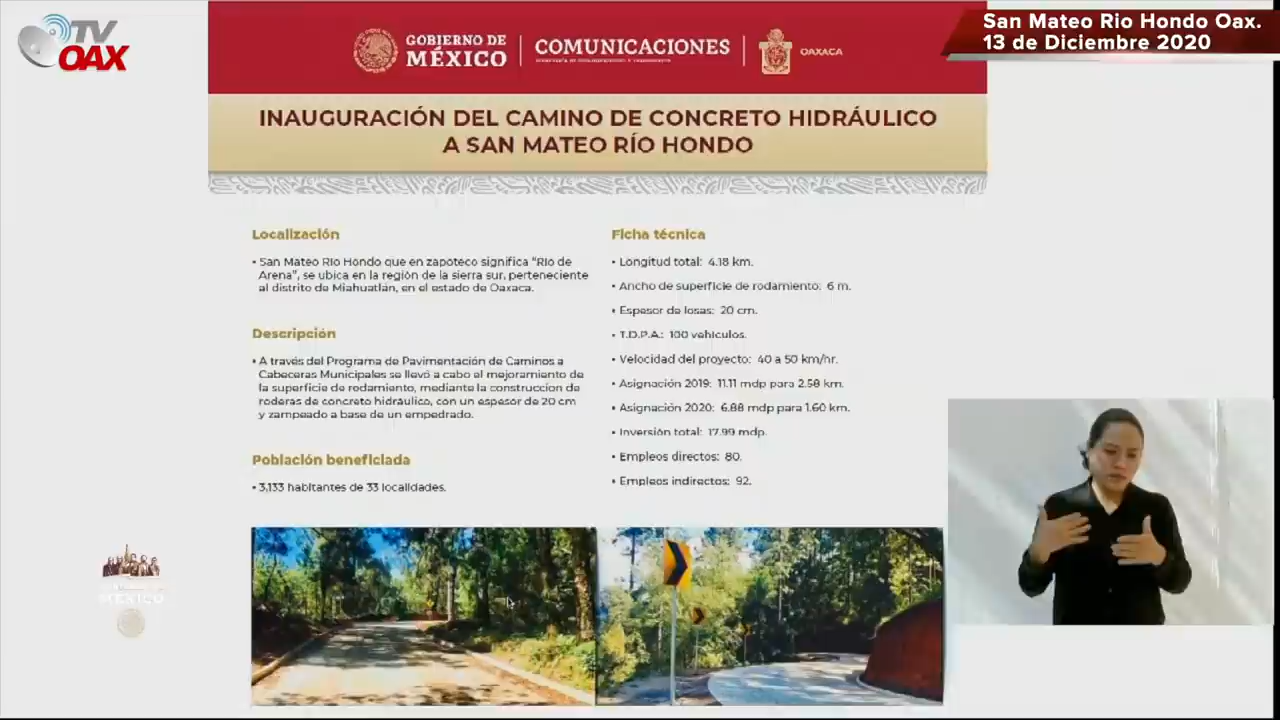 TV
OAX
GOBIERNO DE
MÉXICO
COMUNICACIONES
OAXACA
San Mateo Rio Hondo Oax.
13 de Diciembre 2020
INAUGURACIÓN DEL CAMINO DE CONCRETO HIDRÁULICO
A SAN MATEO RÍO HONDO
Localización
• San Mateo Río Hondo que en zapoteco significa “Río de
Arena”, se ubica en la región de la sierra sur, perteneciente
al distrito de Miahuatlán, en el estado de Oaxaca.
Descripción
• A través del Programa de Pavimentación de Caminos a
Cabeceras Municipales se llevó a cabo el mejoramiento de
la superficie de rodamiento, mediante la construccion de
roderas de concreto hidráulico, con un espesor de 20 cm
y zampeado a base de un empedrado.
Población beneficiada
• 3,133 habitantes de 33 localidades.
Ficha técnica
• Longitud total: 4.18 km.
• Ancho de superficie de rodamiento: 6 m.
• Espesor de losas: 20 cm.
• T.D.P.A.: 100 vehículos.
• Velocidad del proyecto: 40 a 50 km/hr.
• Asignación 2019: 11.11 mdp para 2.58 km.
• Asignación 2020: 6.88 mdp para 1.60 km.
• Inversión total: 17.99 mdp.
• Empleos directos: 80.
• Empleos indirectos: 92.
MÉXICO